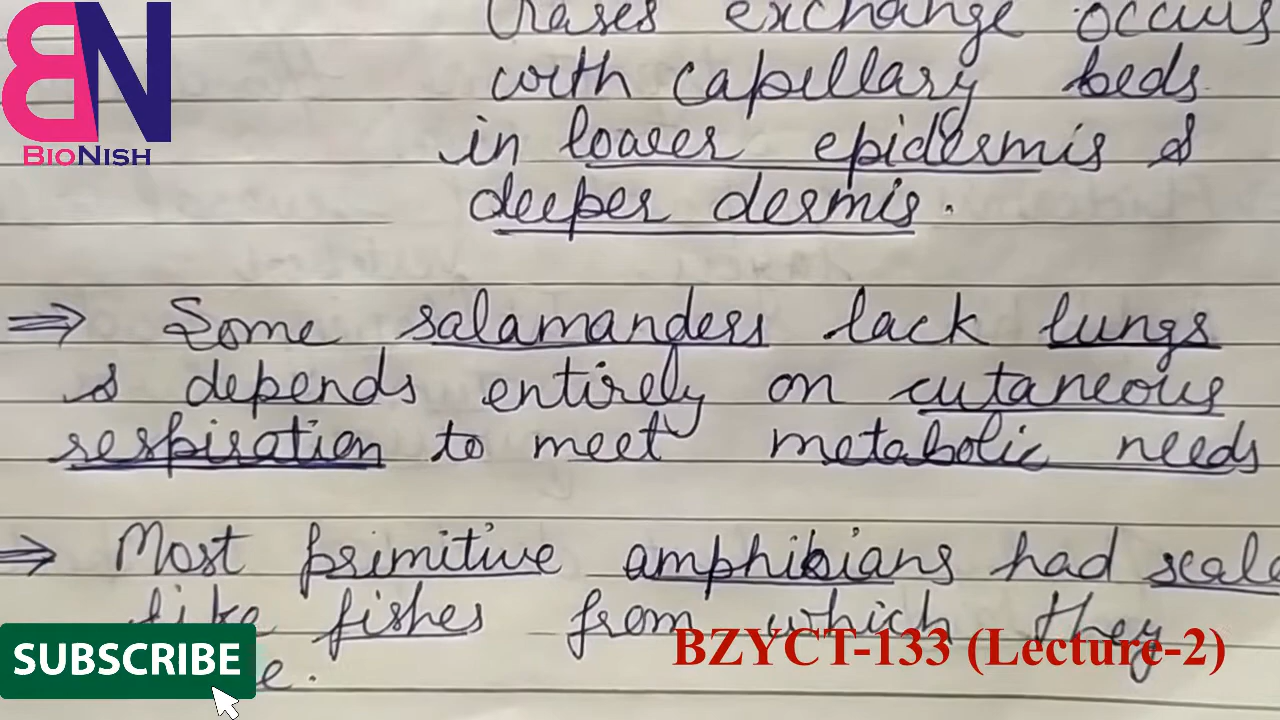 BN
BIONISH
Gases exchange occurs
with capillary beds
in lower epidermis &
deeper dermis.
⇒ Some salamanders lack lungs
& depends entirely on cutaneous
respiration to meet metabolic needs
⇒ Most primitive amphibians had scale
like fishes from which they
SUBSCRIBE
BZYCT-133 (Lecture-2)